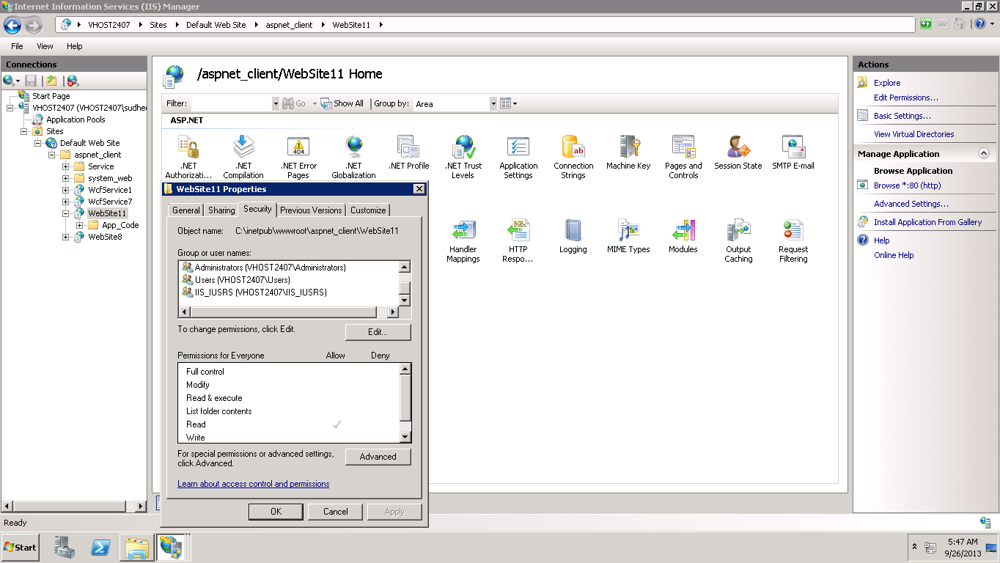 Internet Information Services (IIS) Manager
VHOST2407 Sites Default Web Site aspnet_client WebSite11
File View Help
Connections
Start Page
VHOST2407 (VHOST2407\sudhe
Application Pools
Sites
Default Web Site
aspnet_client
Service
system_web
WcfService1
WcfService7
WebSite11
App_Code
WebSite8
/aspnet_client/WebSite11 Home
Filter: Go Show All Group by: Area
ASP.NET
.NET Authorizati...
.NET Compilation
404
.NET Error Pages
.NET Globalization
.NET Profile
.NET Trust Levels
Application Settings
ab
Connection Strings
Machine Key
Pages and Controls
Session State
SMTP E-mail
Handler Mappings
HTTP Respo...
Logging
MIME Types
Modules
Output Caching
Request Filtering
WebSite11 Properties
General Sharing Security Previous Versions Customize
Object name: C:\inetpub\wwwroot\aspnet_client\WebSite11
Group or user names:
Administrators (VHOST2407\Administrators)
Users (VHOST2407\Users)
IIS_IUSRS (VHOST2407\IIS_IUSRS)
To change permissions, click Edit.
Edit...
Permissions for Everyone Allow Deny
Full control
Modify
Read & execute
List folder contents
Read
Write
For special permissions or advanced settings,
click Advanced.
Advanced
Learn about access control and permissions
OK Cancel Apply
Actions
Explore
Edit Permissions...
Basic Settings...
View Virtual Directories
Manage Application
Browse Application
Browse *:80 (http)
Advanced Settings...
Install Application From Gallery
Help
Online Help
Ready
Start
5:47 AM
9/26/2013